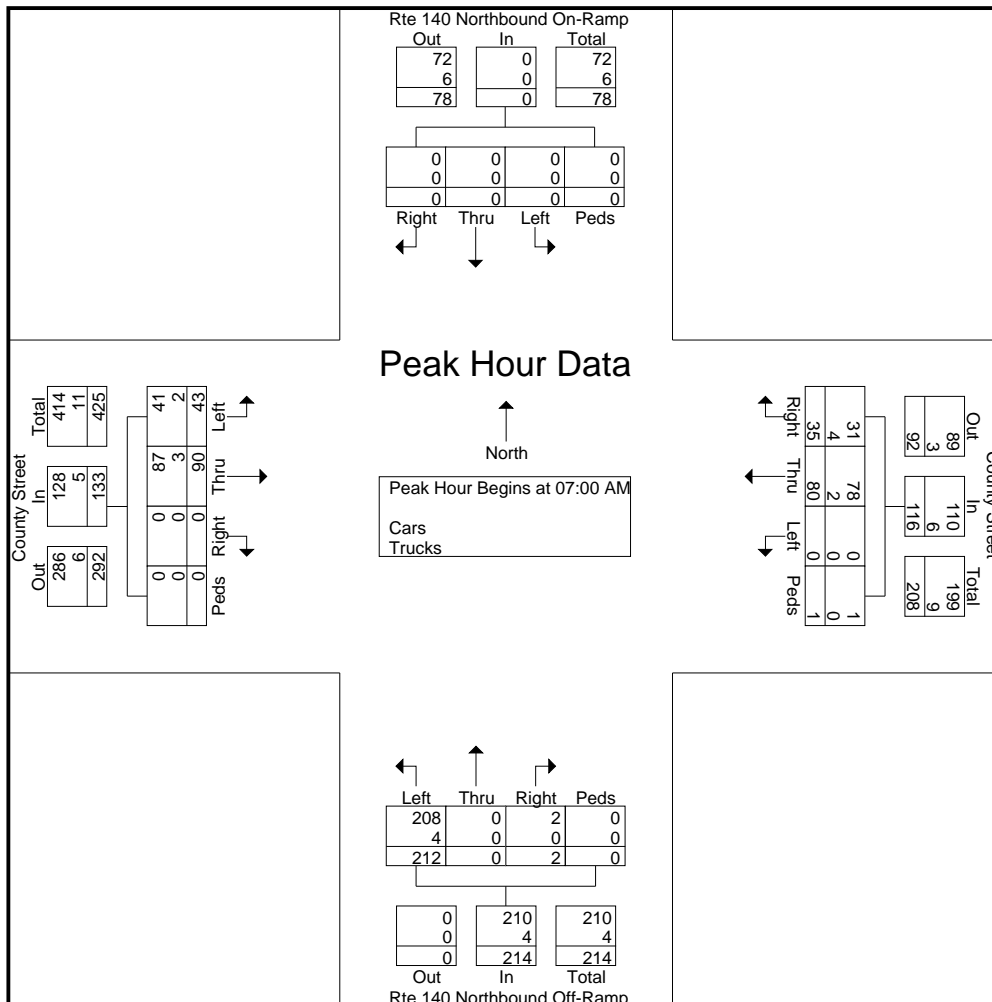 Rte 140 Northbound On-Ramp
Out In Total
72 0 72
6 0 6
78 0 78
0 0 0 0
0 0 0 0
0 0 0 0
Right Thru Left Peds
Peak Hour Data
North
Peak Hour Begins at 07:00 AM
Cars
Trucks
County Street
Out In Total
286 128 414
6 5 11
292 133 425
Peds Right Thru Left
0 0 87 41
0 0 3 2
0 0 90 43
County Street
Out In Total
89 110 199
3 6 9
92 116 208
Right Thru Left Peds
31 78 0 1
4 2 0 0
35 80 0 1
Left Thru Right Peds
208 0 2 0
4 0 0 0
212 0 2 0
0 210 210
0 4 4
0 214 214
Out In Total
Rte 140 Northbound Off-Ramp